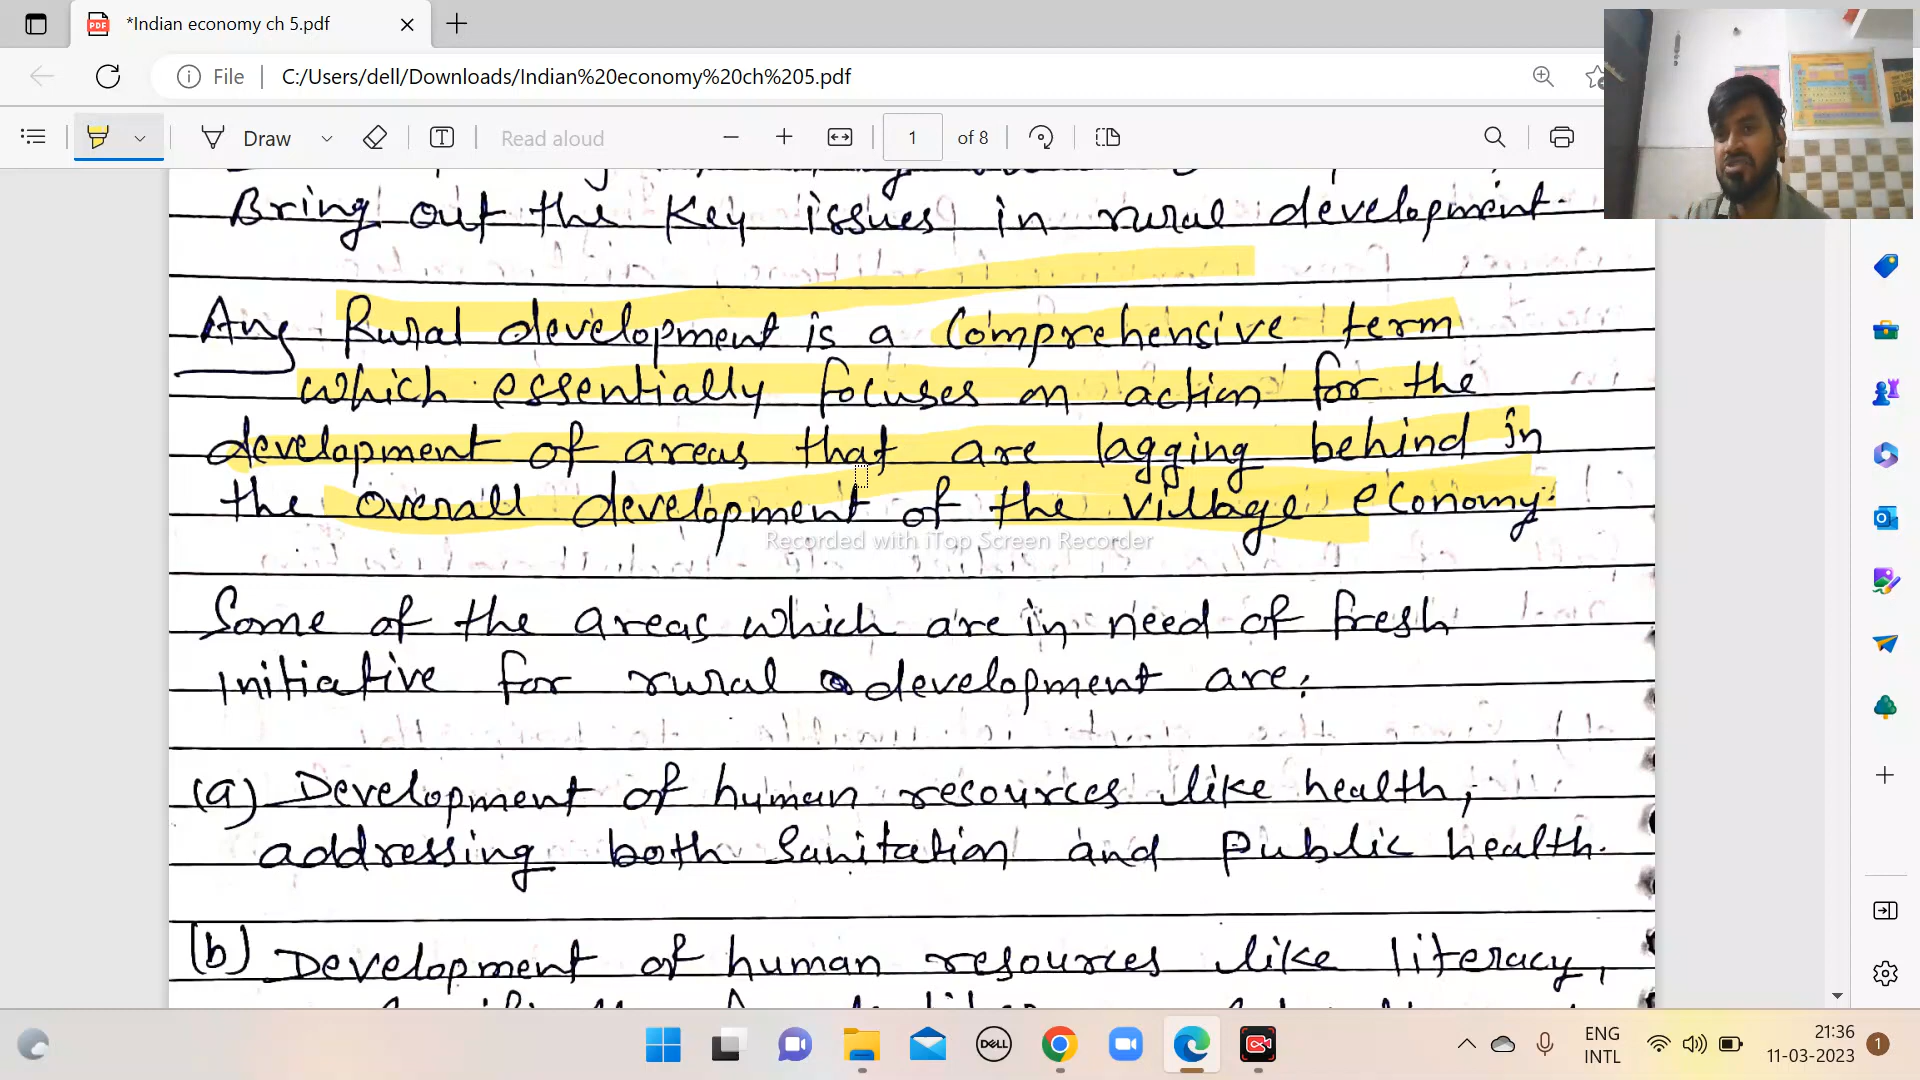 *Indian economy ch 5.pdf
File
C:/Users/dell/Downloads/Indian%20economy%20ch%205.pdf
Draw
Read aloud
1
of 8
Bring out the key issues in rural development.
Ans Rural development is a comprehensive term
which essentially focuses on action for the
development of areas that are lagging behind in
the overall development of the village economy.
Recorded with iTop Screen Recorder
Some of the areas which are in need of fresh
initiative for rural development are:
(a) Development of human resources like health,
addressing both sanitation and public health.
(b) Development of human resources like literacy,
DELL
ENG
INTL
21:36
11-03-2023
1